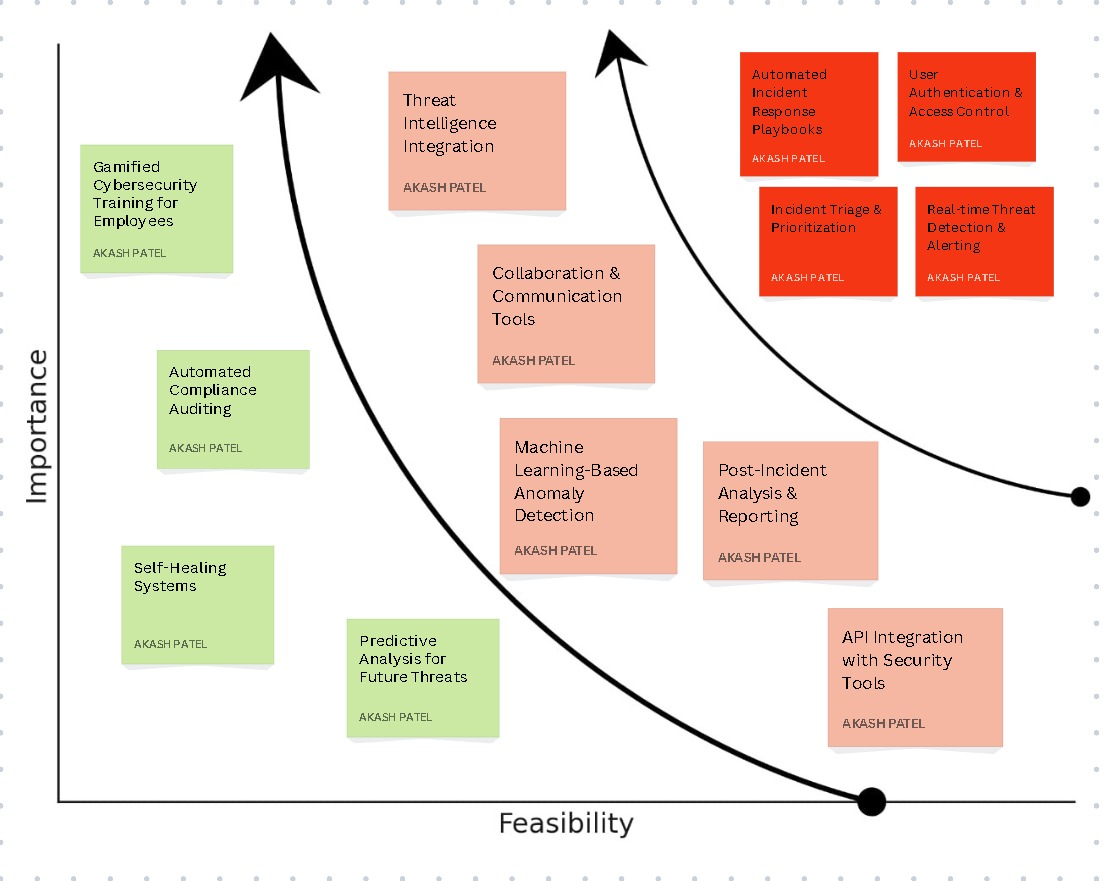 Automated
Incident
Response
Playbooks
AKASH PATEL
User
Authentication &
Access Control
AKASH PATEL
Threat
Intelligence
Integration
AKASH PATEL
Gamified
Cybersecurity
Training for
Employees
AKASH PATEL
Incident Triage &
Prioritization
AKASH PATEL
Real-time Threat
Detection &
Alerting
AKASH PATEL
Collaboration &
Communication
Tools
AKASH PATEL
Automated
Compliance
Auditing
AKASH PATEL
Machine
Learning-Based
Anomaly
Detection
AKASH PATEL
Post-Incident
Analysis &
Reporting
AKASH PATEL
Self-Healing
Systems
AKASH PATEL
Predictive
Analysis for
Future Threats
AKASH PATEL
API Integration
with Security
Tools
AKASH PATEL
Importance
Feasibility